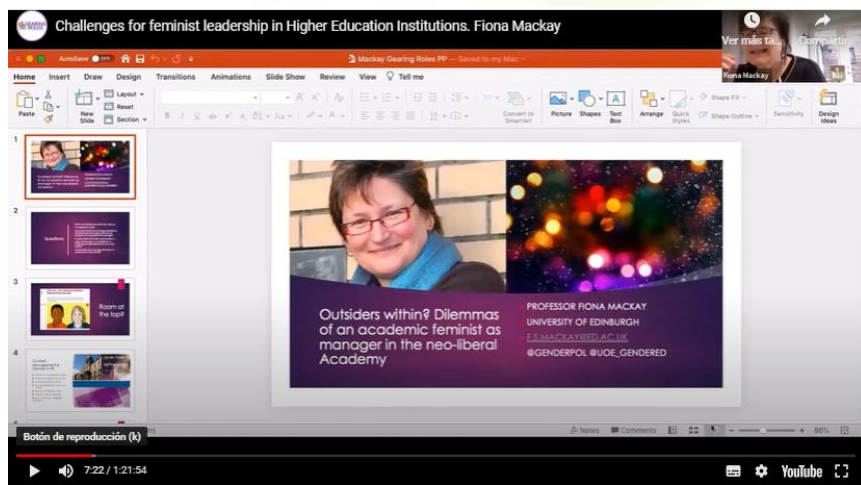 Challenges for feminist leadership in Higher Education Institutions. Fiona Mackay
Ver más ta... Compartir
Fiona Mackay
AutoSave OFF
Mackay Gearing Roles PP — Saved to my Mac
Home Insert Draw Design Transitions Animations Slide Show Review View Tell me
Paste
New Slide
Layout
Reset
Section
Convert to SmartArt
Picture
Shapes
Text Box
Arrange
Quick Styles
Shape Fill
Shape Outline
Sensitivity
Design Ideas
1
2
Questions
3
Room at
the top?
4
Outsiders within? Dilemmas
of an academic feminist as
manager in the neo-liberal
Academy
PROFESSOR FIONA MACKAY
UNIVERSITY OF EDINBURGH
F.S.MACKAY@ED.AC.UK
@GENDERPOL @UOE_GENDERED
Notes Comments 86%
Botón de reproducción (k)
7:22 / 1:21:54
YouTube